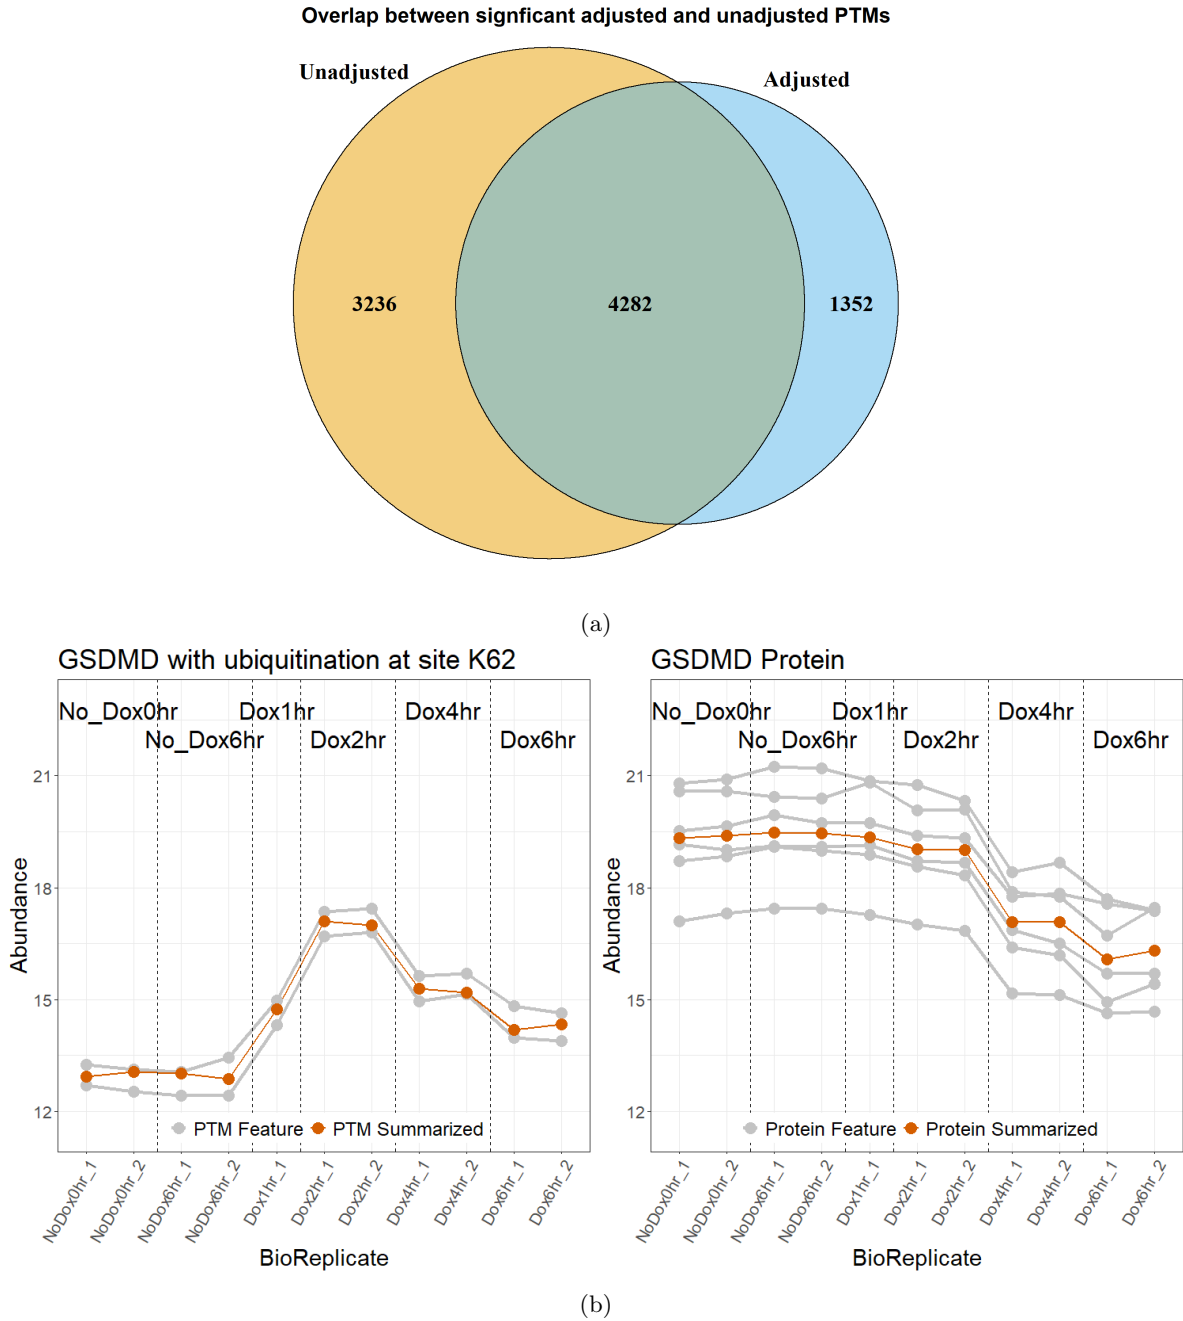 Overlap between signficant adjusted and unadjusted PTMs
Unadjusted
Adjusted
3236
4282
1352
(a)
GSDMD with ubiquitination at site K62
No_Dox0hr
Dox1hr
Dox4hr
No_Dox6hr
Dox2hr
Dox6hr
21
18
15
12
Abundance
PTM Feature
PTM Summarized
NoDox0hr_1
NoDox0hr_2
NoDox6hr_1
NoDox6hr_2
Dox1hr_1
Dox2hr_1
Dox2hr_2
Dox4hr_1
Dox4hr_2
Dox6hr_1
Dox6hr_2
BioReplicate
GSDMD Protein
No_Dox0hr
Dox1hr
Dox4hr
No_Dox6hr
Dox2hr
Dox6hr
21
18
15
12
Abundance
Protein Feature
Protein Summarized
NoDox0hr_1
NoDox0hr_2
NoDox6hr_1
NoDox6hr_2
Dox1hr_1
Dox2hr_1
Dox2hr_2
Dox4hr_1
Dox4hr_2
Dox6hr_1
Dox6hr_2
BioReplicate
(b)